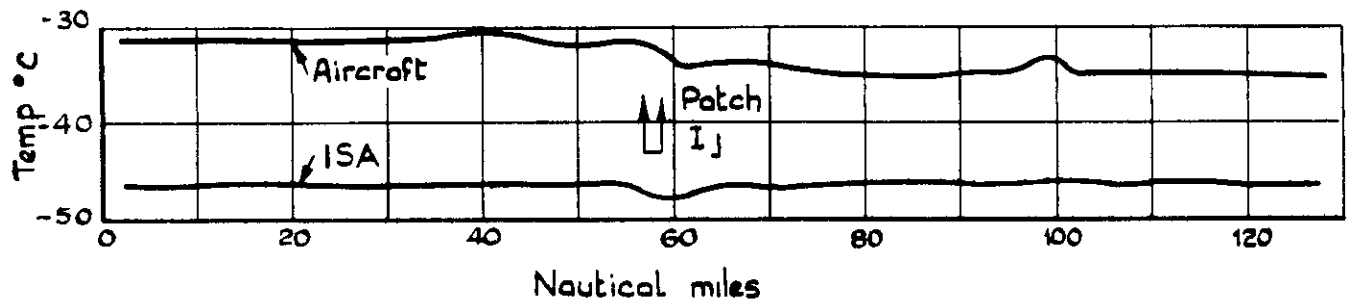 -30
Temp °C
Aircraft
Patch
-40
Ij
ISA
-50
0 20 40 60 80 100 120
Nautical miles